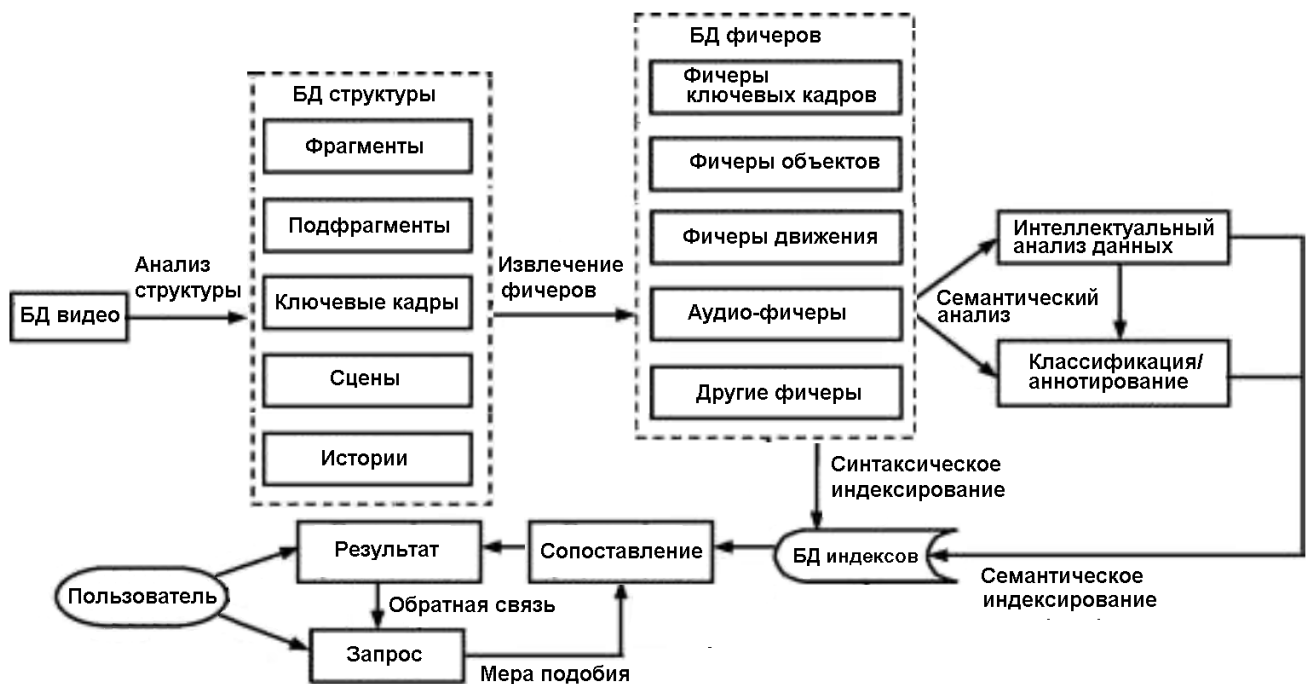 БД видео
Анализ
структуры
БД структуры
Фрагменты
Подфрагменты
Ключевые кадры
Сцены
Истории
Извлечение
фичеров
БД фичеров
Фичеры
ключевых кадров
Фичеры объектов
Фичеры движения
Аудио-фичеры
Другие фичеры
Семантический
анализ
Интеллектуальный
анализ данных
Классификация/
аннотирование
Синтаксическое
индексирование
Семантическое
индексирование
БД индексов
Сопоставление
Результат
Пользователь
Обратная связь
Запрос
Мера подобия